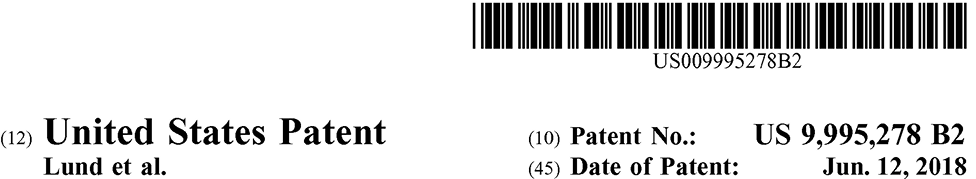 US009995278B2
(12) United States Patent
Lund et al.
(10) Patent No.: US 9,995,278 B2
(45) Date of Patent: Jun. 12, 2018